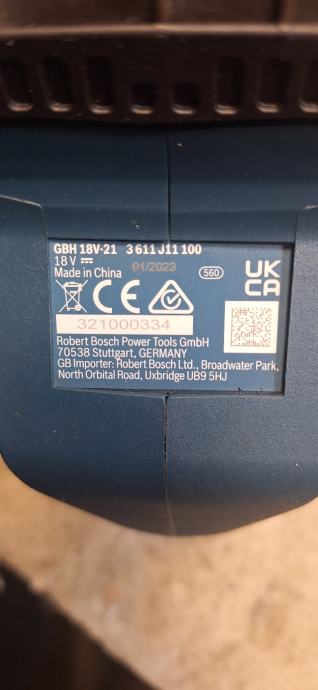 GBH 18V-21 3 611 J11 100
18 V
01/2023
560
UK
CA
Made in China
CE
321000334
Robert Bosch Power Tools GmbH
70538 Stuttgart, GERMANY
GB Importer: Robert Bosch Ltd., Broadwater Park,
North Orbital Road, Uxbridge UB9 5HJ